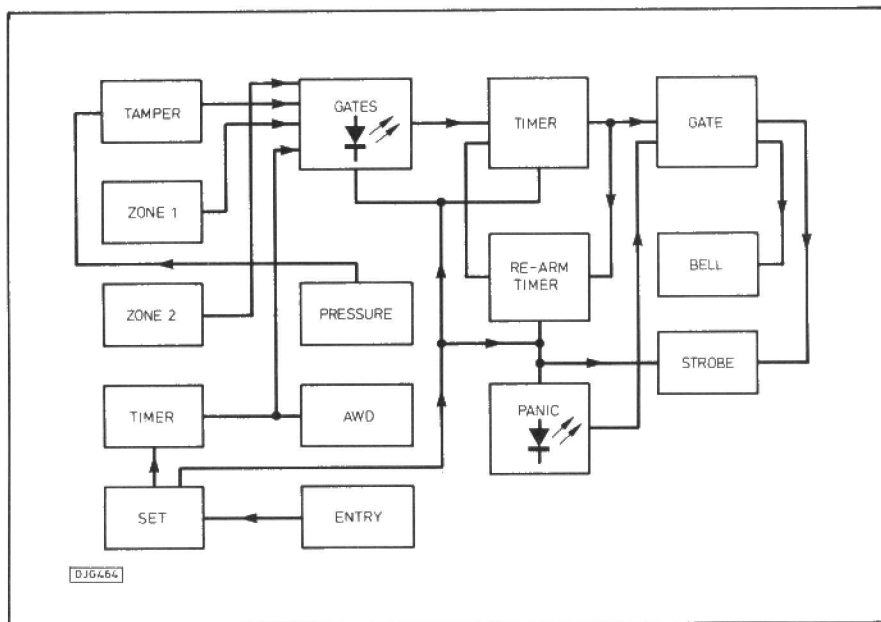 TAMPER
GATES
TIMER
GATE
ZONE 1
RE-ARM
TIMER
BELL
ZONE 2
PRESSURE
STROBE
TIMER
AWD
PANIC
SET
ENTRY
DJG464